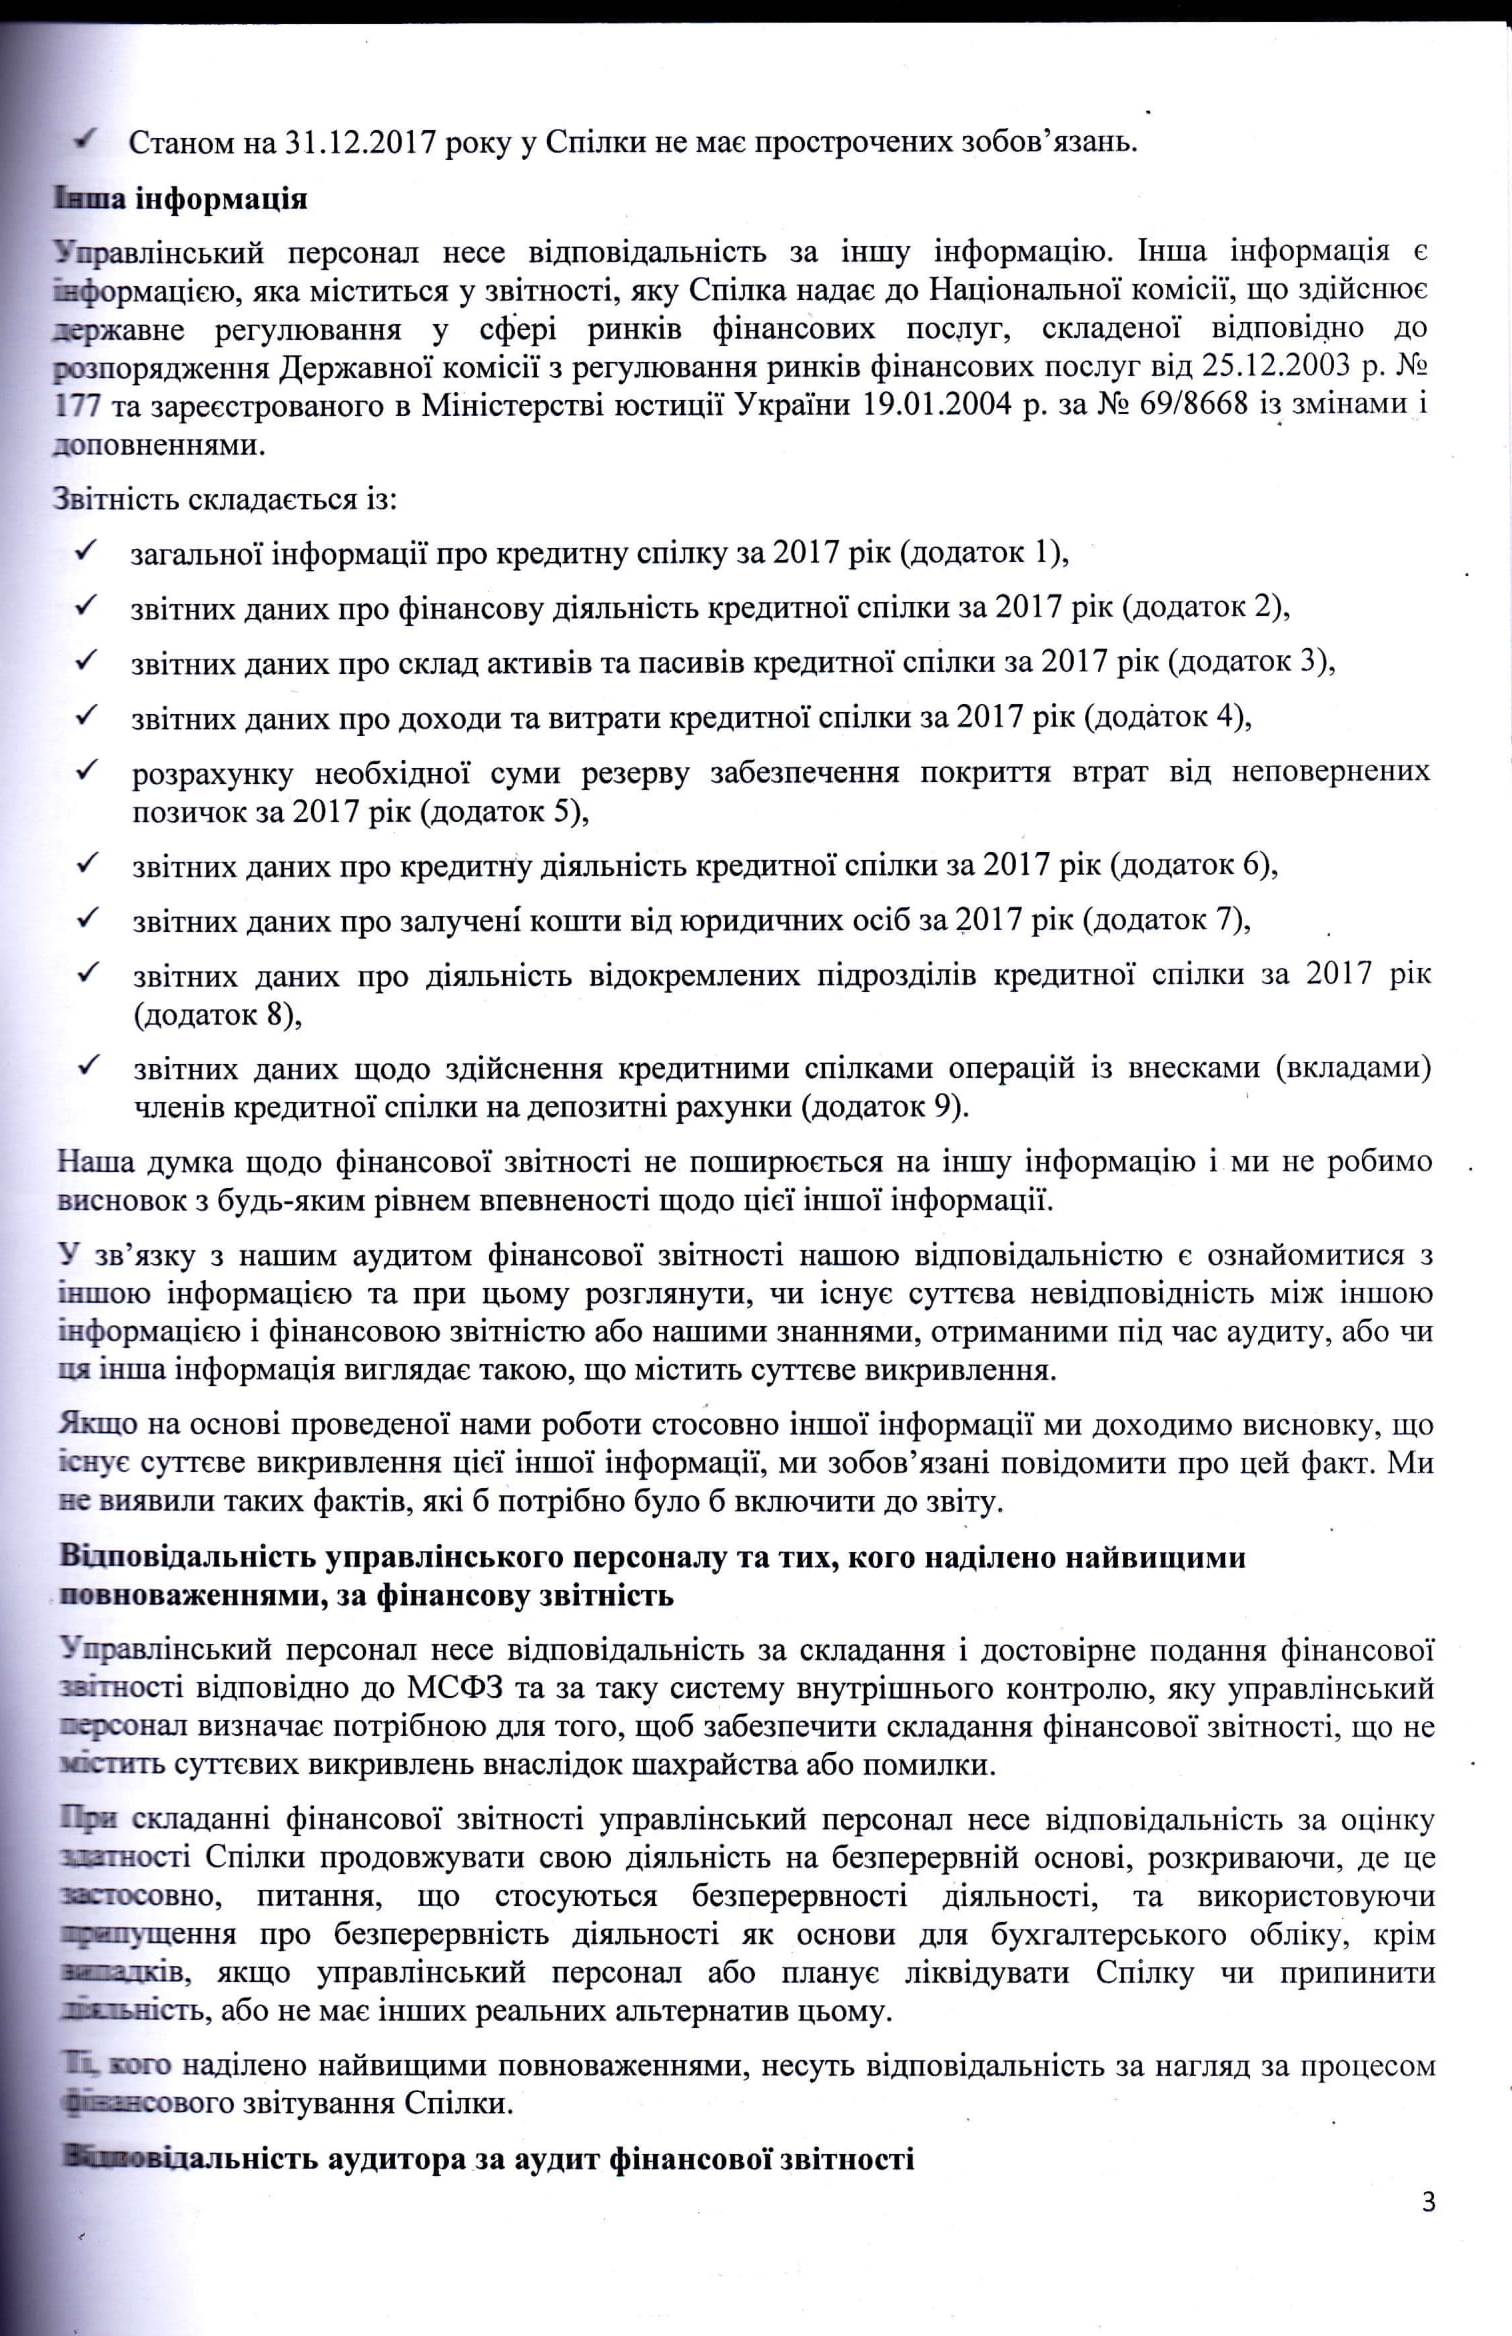 ✓ Станом на 31.12.2017 року у Спілки не має прострочених зобов’язань.
Інша інформація
Управлінський персонал несе відповідальність за іншу інформацію. Інша інформація є
інформацією, яка міститься у звітності, яку Спілка надає до Національної комісії, що здійснює
державне регулювання у сфері ринків фінансових послуг, складеної відповідно до
розпорядження Державної комісії з регулювання ринків фінансових послуг від 25.12.2003 р. №
177 та зареєстрованого в Міністерстві юстиції України 19.01.2004 р. за № 69/8668 із змінами і
доповненнями.
Звітність складається із:
✓ загальної інформації про кредитну спілку за 2017 рік (додаток 1),
✓ звітних даних про фінансову діяльність кредитної спілки за 2017 рік (додаток 2),
✓ звітних даних про склад активів та пасивів кредитної спілки за 2017 рік (додаток 3),
✓ звітних даних про доходи та витрати кредитної спілки за 2017 рік (додаток 4),
✓ розрахунку необхідної суми резерву забезпечення покриття втрат від неповернених
позичок за 2017 рік (додаток 5),
✓ звітних даних про кредитну діяльність кредитної спілки за 2017 рік (додаток 6),
✓ звітних даних про залучені кошти від юридичних осіб за 2017 рік (додаток 7),
✓ звітних даних про діяльність відокремлених підрозділів кредитної спілки за 2017 рік
(додаток 8),
✓ звітних даних щодо здійснення кредитними спілками операцій із внесками (вкладами)
членів кредитної спілки на депозитні рахунки (додаток 9).
Наша думка щодо фінансової звітності не поширюється на іншу інформацію і ми не робимо
висновок з будь-яким рівнем впевненості щодо цієї іншої інформації.
У зв’язку з нашим аудитом фінансової звітності нашою відповідальністю є ознайомитися з
іншою інформацією та при цьому розглянути, чи існує суттєва невідповідність між іншою
інформацією і фінансовою звітністю або нашими знаннями, отриманими під час аудиту, або чи
ця інша інформація виглядає такою, що містить суттєве викривлення.
Якщо на основі проведеної нами роботи стосовно іншої інформації ми доходимо висновку, що
існує суттєве викривлення цієї іншої інформації, ми зобов’язані повідомити про цей факт. Ми
не виявили таких фактів, які б потрібно було б включити до звіту.
Відповідальність управлінського персоналу та тих, кого наділено найвищими
повноваженнями, за фінансову звітність
Управлінський персонал несе відповідальність за складання і достовірне подання фінансової
звітності відповідно до МСФЗ та за таку систему внутрішнього контролю, яку управлінський
персонал визначає потрібною для того, щоб забезпечити складання фінансової звітності, що не
містить суттєвих викривлень внаслідок шахрайства або помилки.
При складанні фінансової звітності управлінський персонал несе відповідальність за оцінку
здатності Спілки продовжувати свою діяльність на безперервній основі, розкриваючи, де це
застосовно, питання, що стосуються безперервності діяльності, та використовуючи
припущення про безперервність діяльності як основи для бухгалтерського обліку, крім
випадків, якщо управлінський персонал або планує ліквідувати Спілку чи припинити
діяльність, або не має інших реальних альтернатив цьому.
Ті, кого наділено найвищими повноваженнями, несуть відповідальність за нагляд за процесом
фінансового звітування Спілки.
Відповідальність аудитора за аудит фінансової звітності
3